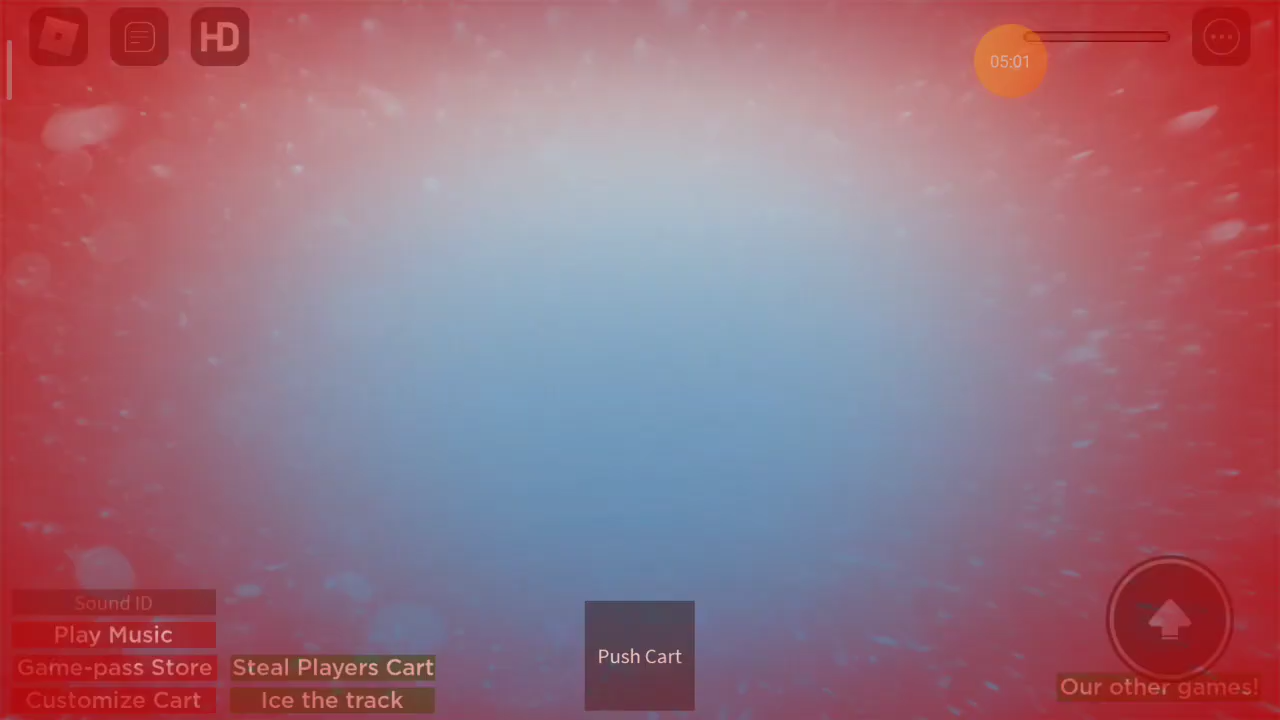 HD
05:01
Sound ID
Play Music
Game-pass Store
Steal Players Cart
Customize Cart
Ice the track
Push Cart
Our other games!